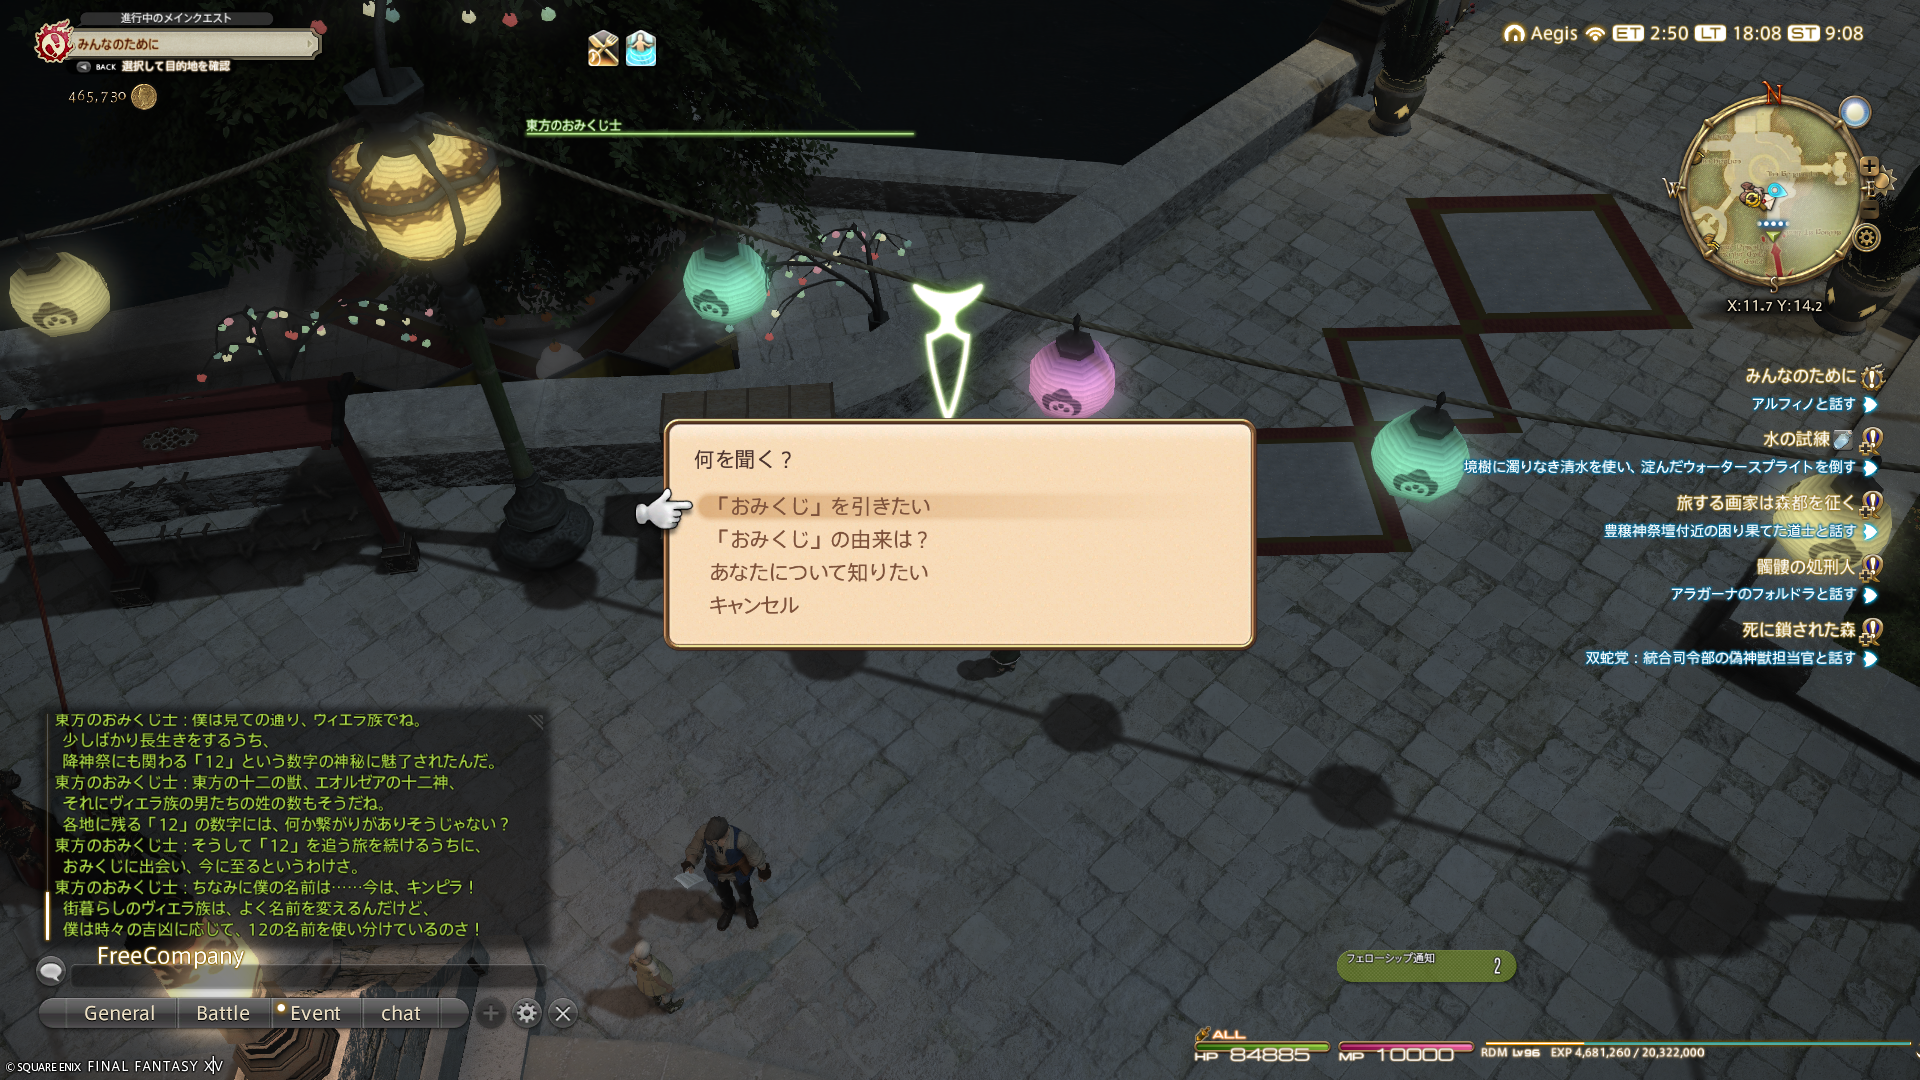 進行中のメインクエスト
みんなのために
BACK 選択して目的地を確認
465,730
東方のおみくじ士
Aegis ET 2:50 LT 18:08 ST 9:08
N
W
E
S
X:11.7 Y:14.2
みんなのために
アルフィノと話す
水の試練
境樹に濁りなき清水を使い、淀んだウォータースプライトを倒す
旅する画家は森都を征く
豊穣神祭壇付近の困り果てた道士と話す
髑髏の処刑人
アラガーナのフォルドラと話す
死に鎖された森
双蛇党：統合司令部の偽神獣担当官と話す
何を聞く？
「おみくじ」を引きたい
「おみくじ」の由来は？
あなたについて知りたい
キャンセル
東方のおみくじ士：僕は見ての通り、ヴィエラ族でね。
少しばかり長生きをするうち、
降神祭にも関わる「12」という数字の神秘に魅了されたんだ。
東方のおみくじ士：東方の十二の獣、エオルゼアの十二神、
それにヴィエラ族の男たちの姓の数もそうだね。
各地に残る「12」の数字には、何か繋がりがありそうじゃない？
東方のおみくじ士：そうして「12」を追う旅を続けるうちに、
おみくじに出会い、今に至るというわけさ。
東方のおみくじ士：ちなみに僕の名前は……今は、キンピラ！
街暮らしのヴィエラ族は、よく名前を変えるんだけど、
僕は時々の吉凶に応じて、12の名前を使い分けているのさ！
FreeCompany
General Battle Event chat
フェローシップ通知 2
ALL
HP 84885 MP 10000 RDM Lv96 EXP 4,681,260 / 20,322,000
© SQUARE ENIX FINAL FANTASY XIV